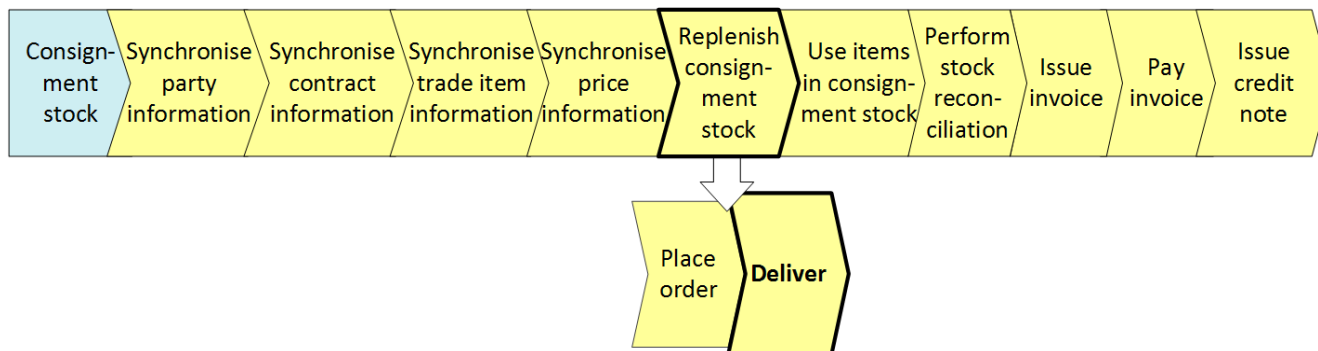 Consign-
ment
stock
Synchronise
party
information
Synchronise
contract
information
Synchronise
trade item
information
Synchronise
price
information
Replenish
consign-
ment
stock
Use items
in consign-
ment stock
Perform
stock
recon-
ciliation
Issue
invoice
Pay
invoice
Issue
credit
note
Place
order
Deliver